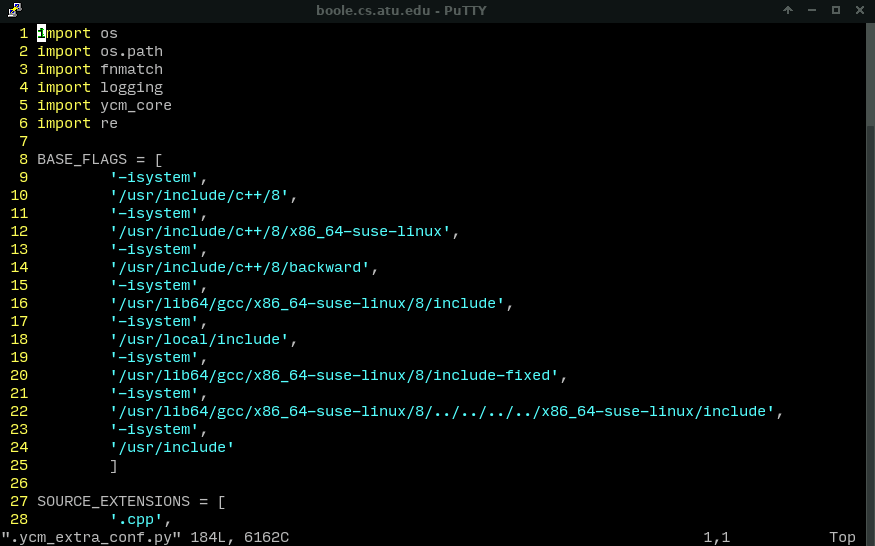 boole.cs.atu.edu - PuTTY
1 import os
2 import os.path
3 import fnmatch
4 import logging
5 import ycm_core
6 import re
7
8 BASE_FLAGS = [
9         '-isystem',
10         '/usr/include/c++/8',
11         '-isystem',
12         '/usr/include/c++/8/x86_64-suse-linux',
13         '-isystem',
14         '/usr/include/c++/8/backward',
15         '-isystem',
16         '/usr/lib64/gcc/x86_64-suse-linux/8/include',
17         '-isystem',
18         '/usr/local/include',
19         '-isystem',
20         '/usr/lib64/gcc/x86_64-suse-linux/8/include-fixed',
21         '-isystem',
22         '/usr/lib64/gcc/x86_64-suse-linux/8/../../../../x86_64-suse-linux/include',
23         '-isystem',
24         '/usr/include'
25         ]
26
27 SOURCE_EXTENSIONS = [
28         '.cpp',
".ycm_extra_conf.py" 184L, 6162C 1,1 Top